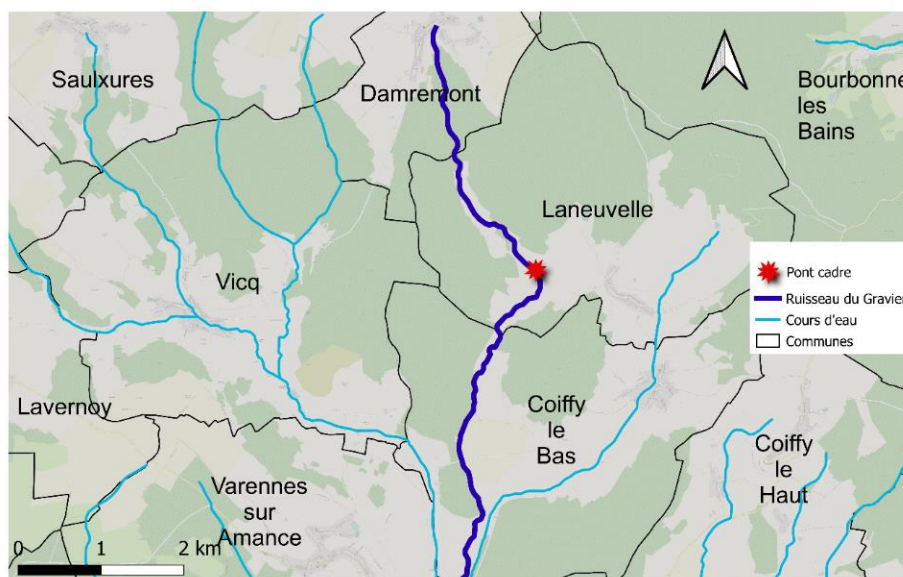 Saulxures
Damremont
Bourbonne
les
Bains
Laneuvelle
Vicq
Pont cadre
Ruisseau du Gravier
Cours d'eau
Communes
Lavernoy
Coiffy
le
Bas
Coiffy
le
Haut
Varennes
sur
Amance
0 1 2 km